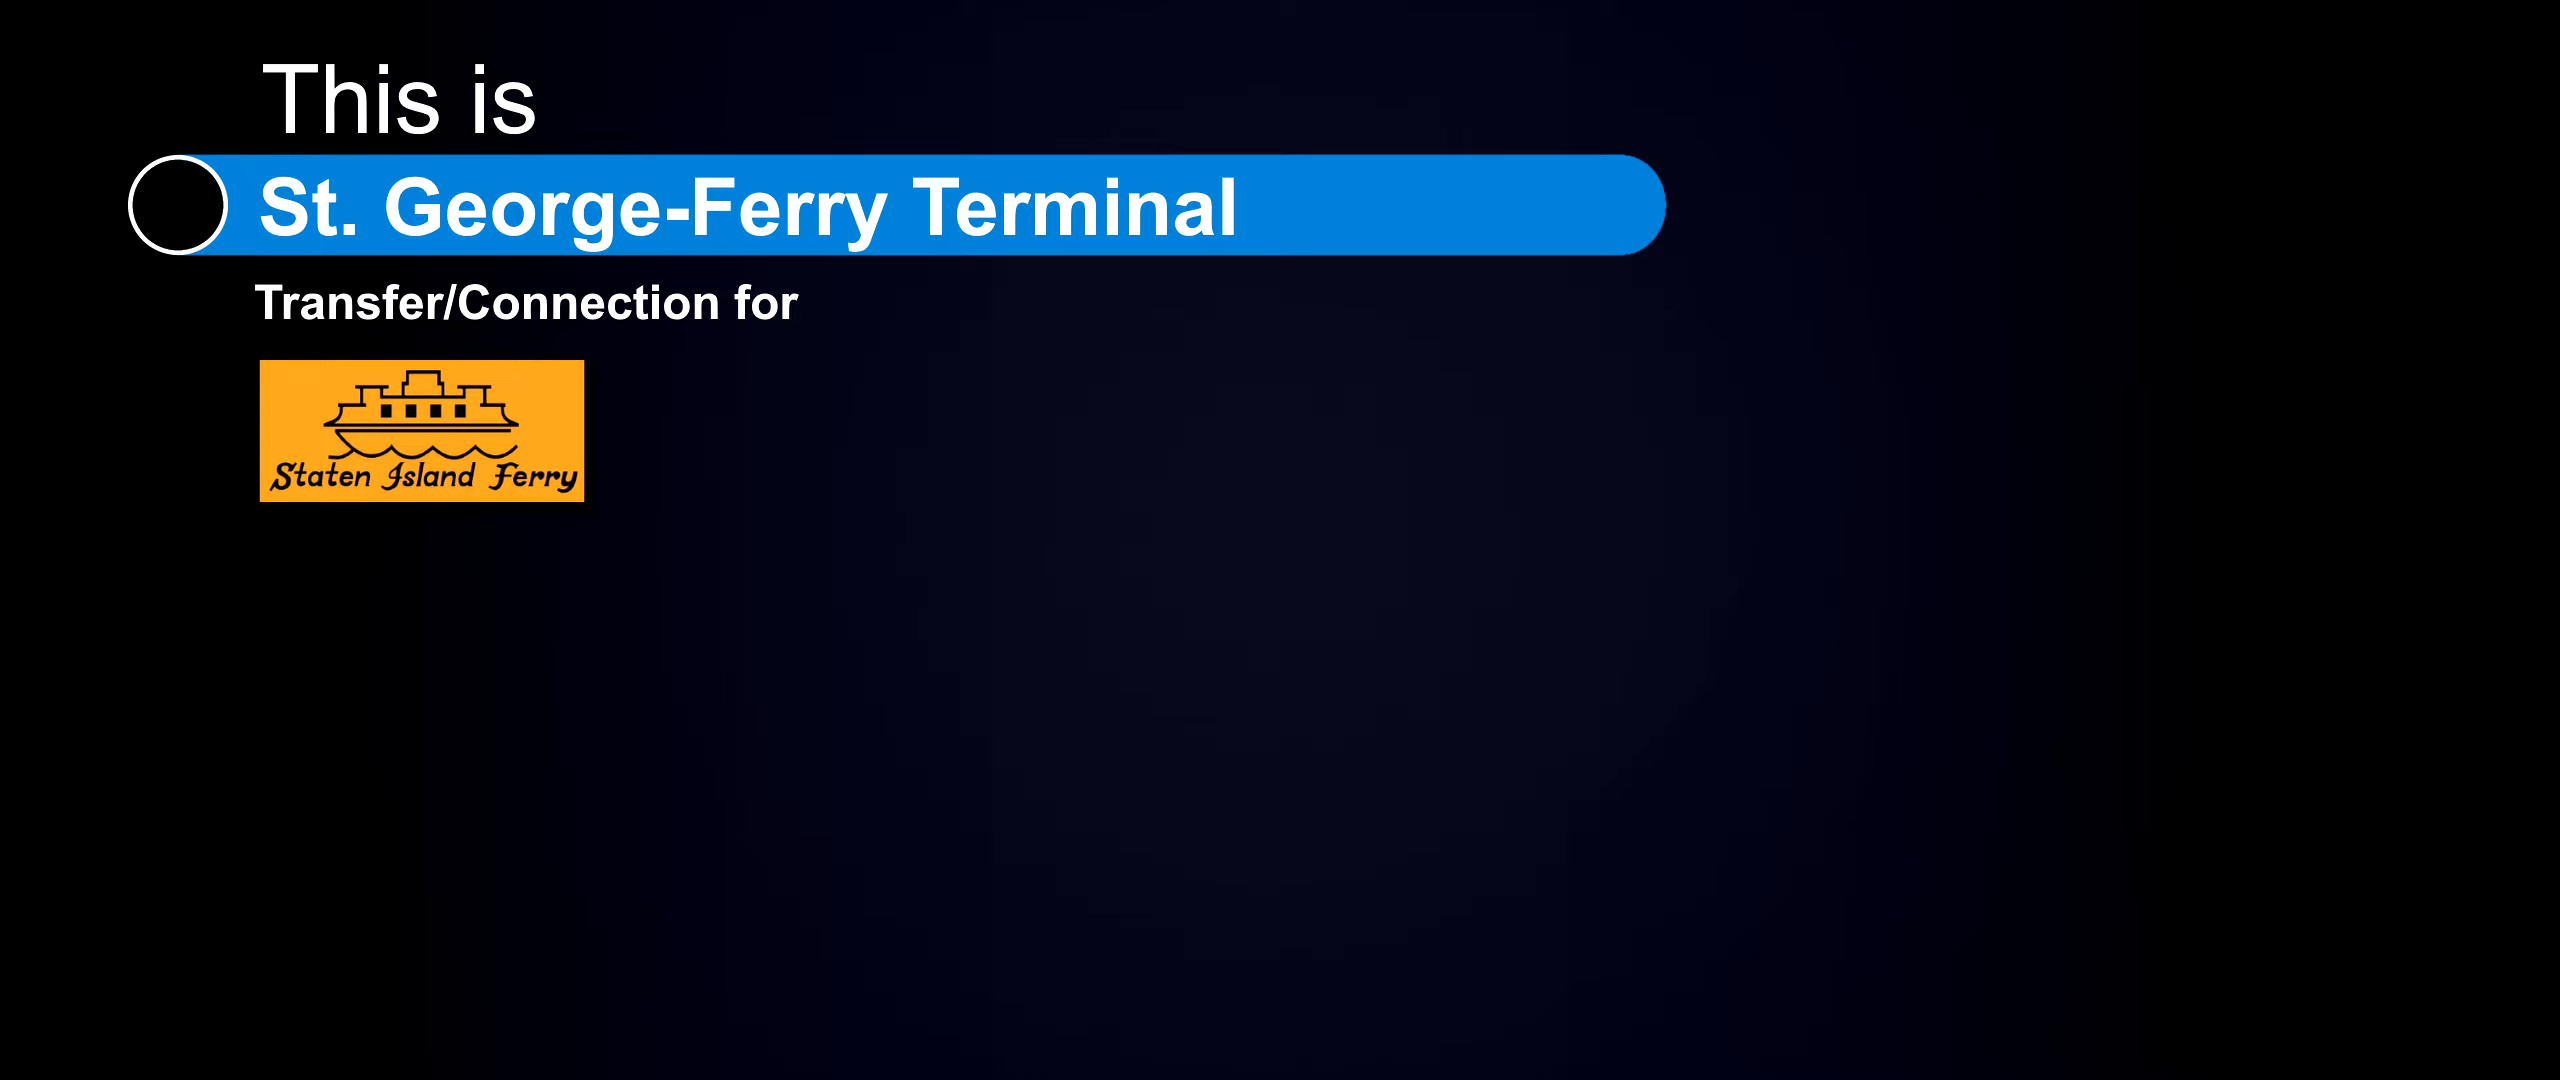 This is
St. George-Ferry Terminal
Transfer/Connection for
Staten Island Ferry